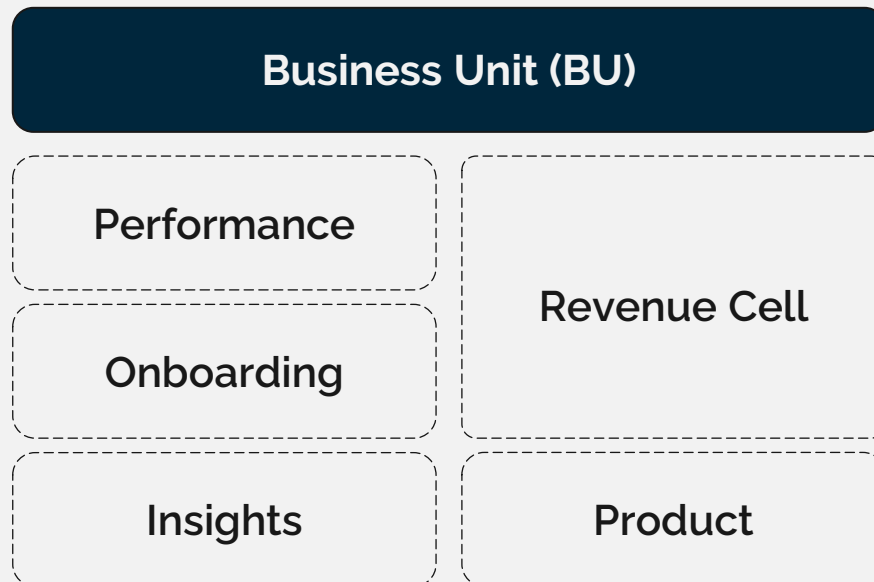 Business Unit (BU)
Performance
Revenue Cell
Onboarding
Insights
Product